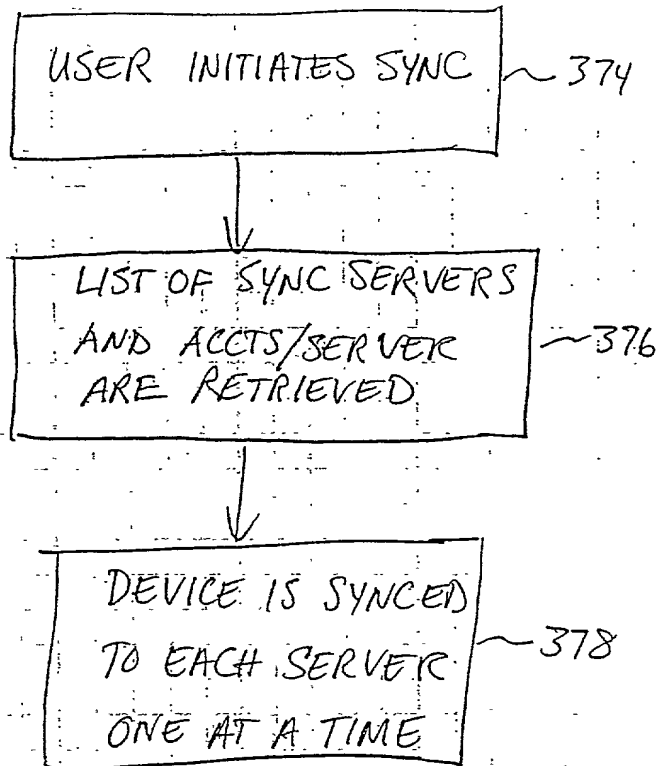 USER INITIATES SYNC
374
LIST OF SYNC SERVERS
AND ACCTS/SERVER
ARE RETRIEVED
376
DEVICE IS SYNCED
TO EACH SERVER
ONE AT A TIME
378